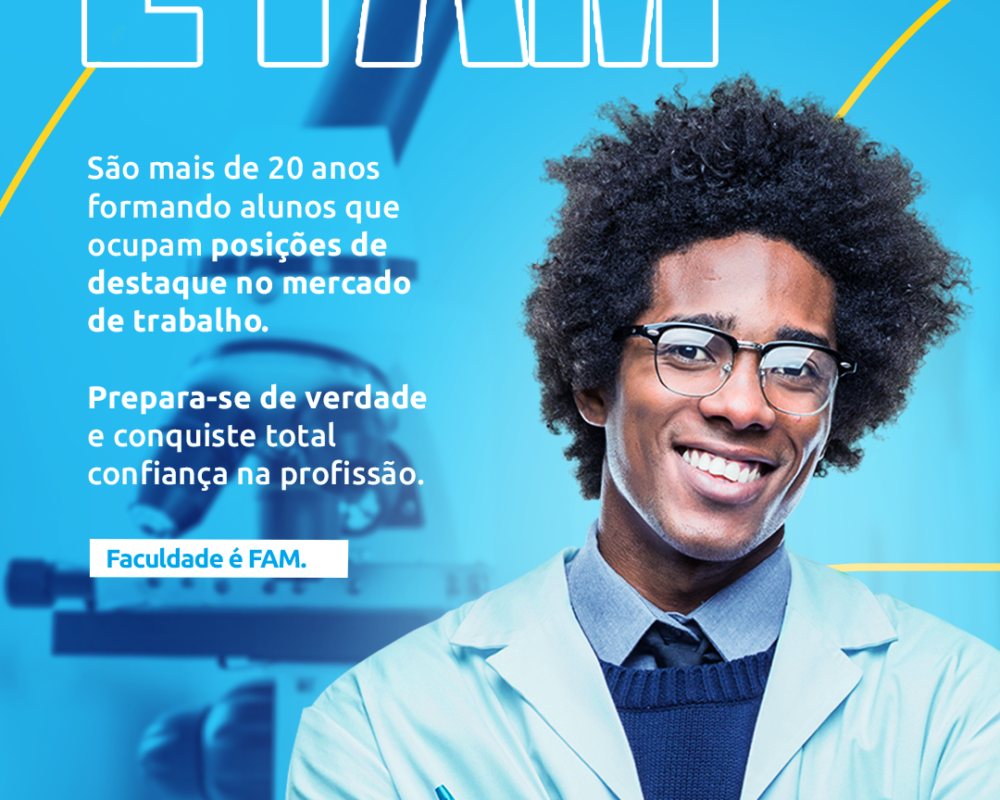 É FAM
São mais de 20 anos
formando alunos que
ocupam posições de
destaque no mercado
de trabalho.
Prepara-se de verdade
e conquiste total
confiança na profissão.
Faculdade é FAM.